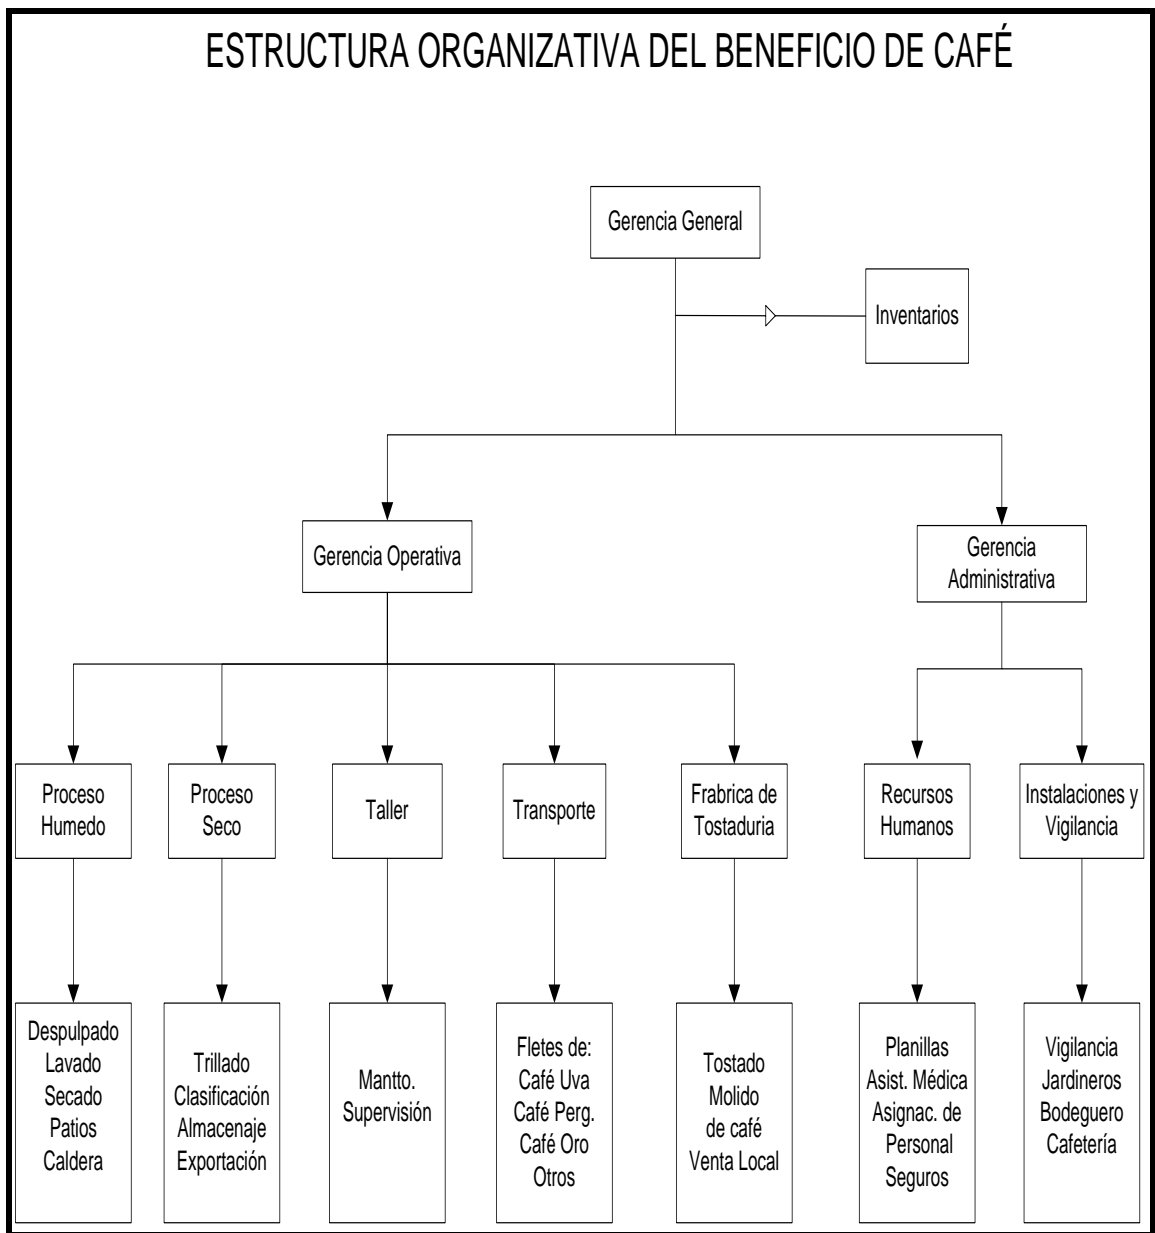 ESTRUCTURA ORGANIZATIVA DEL BENEFICIO DE CAFÉ
Gerencia General
Inventarios
Gerencia Operativa
Gerencia
Administrativa
Proceso
Humedo
Proceso
Seco
Taller
Transporte
Frabrica de
Tostaduria
Recursos
Humanos
Instalaciones y
Vigilancia
Despulpado
Lavado
Secado
Patios
Caldera
Trillado
Clasificación
Almacenaje
Exportación
Mantto.
Supervisión
Fletes de:
Café Uva
Café Perg.
Café Oro
Otros
Tostado
Molido
de café
Venta Local
Planillas
Asist. Médica
Asignac. de
Personal
Seguros
Vigilancia
Jardineros
Bodeguero
Cafetería